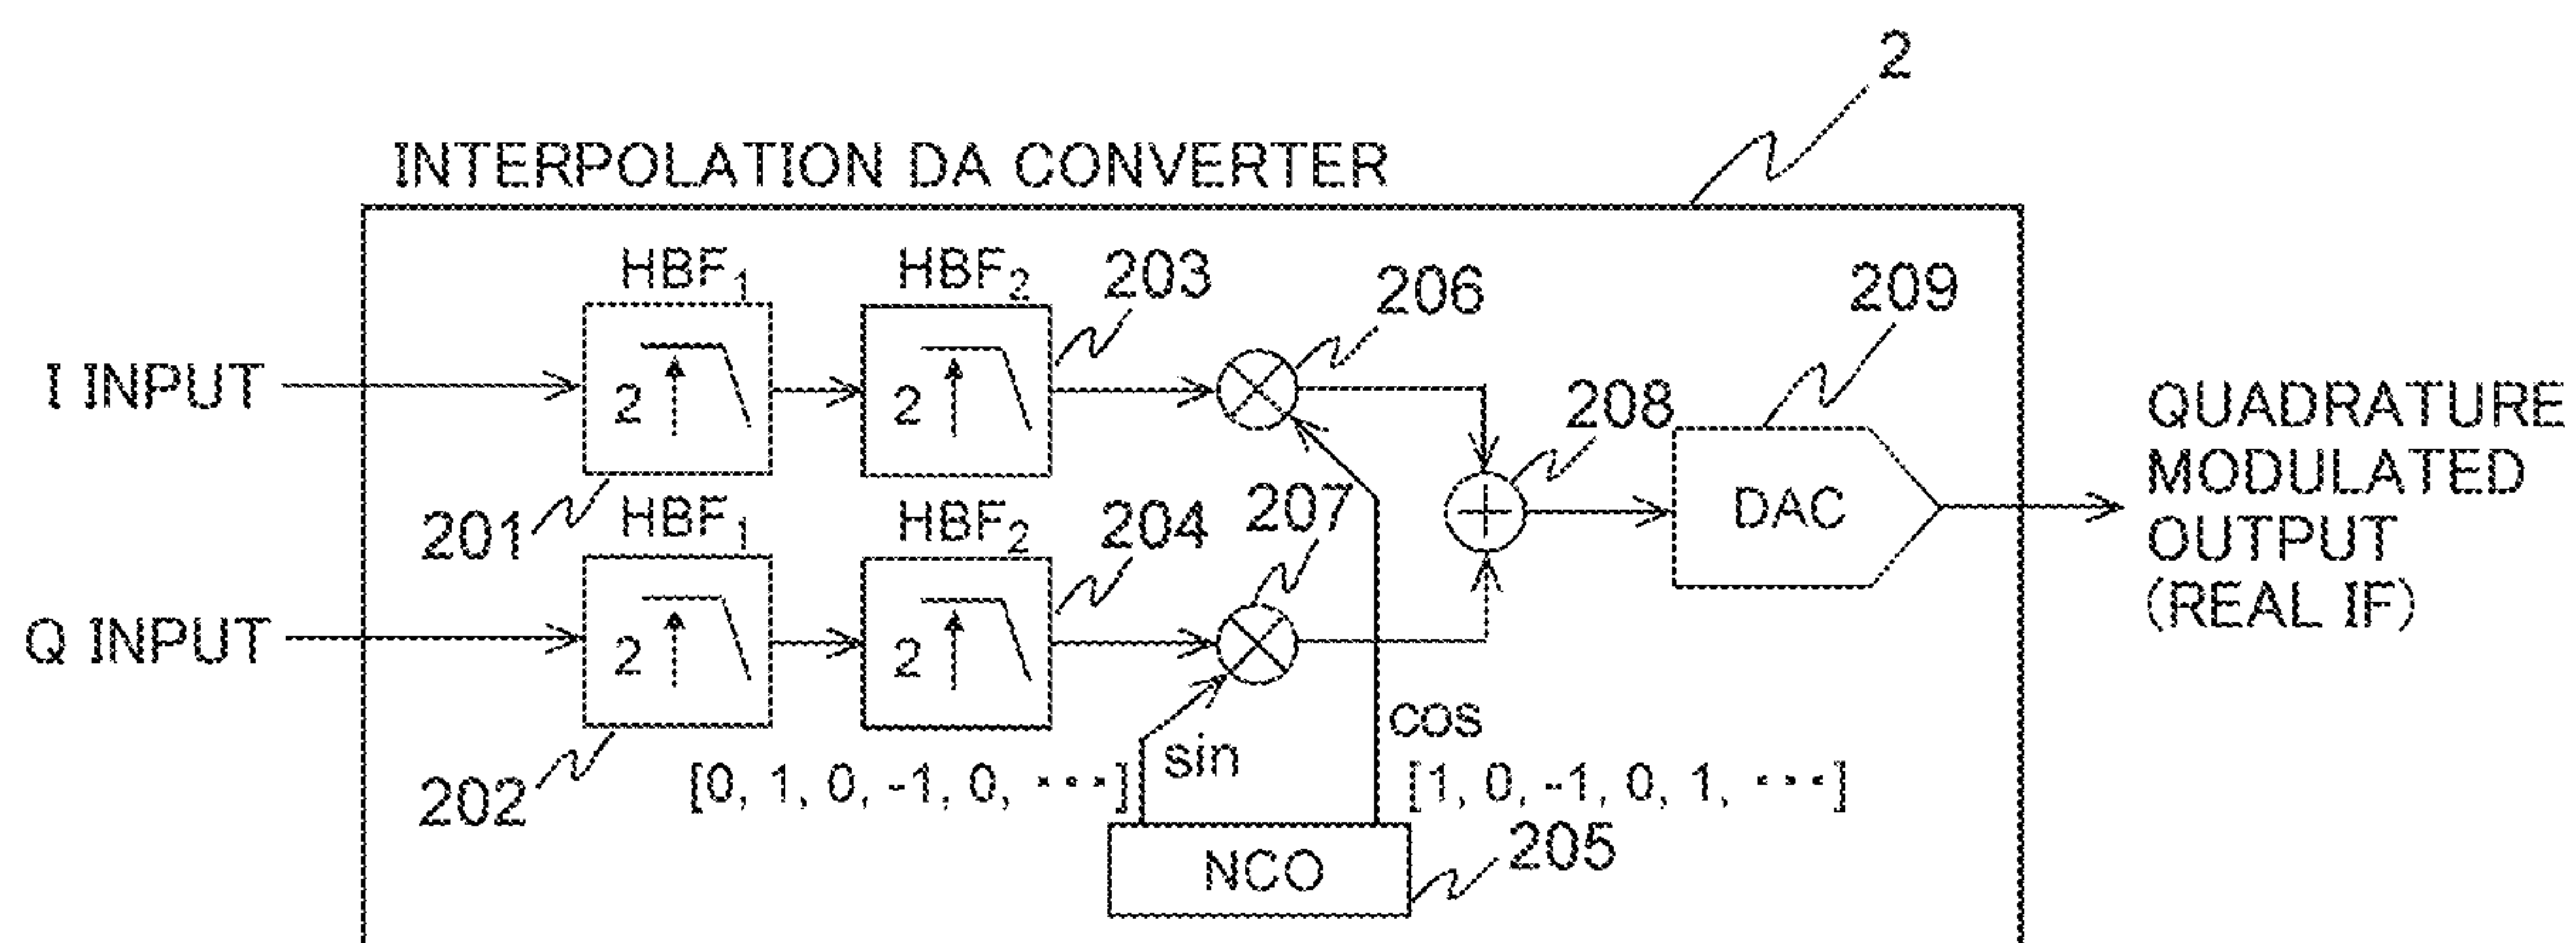 2
INTERPOLATION DA CONVERTER
HBF1
HBF2
203
206
209
I INPUT
2
2
208
QUADRATURE
MODULATED
OUTPUT
(REAL IF)
DAC
201
HBF1
HBF2
204
207
Q INPUT
2
2
202
[0, 1, 0, -1, 0, ···]
sin
cos
[1, 0, -1, 0, 1, ···]
NCO
205